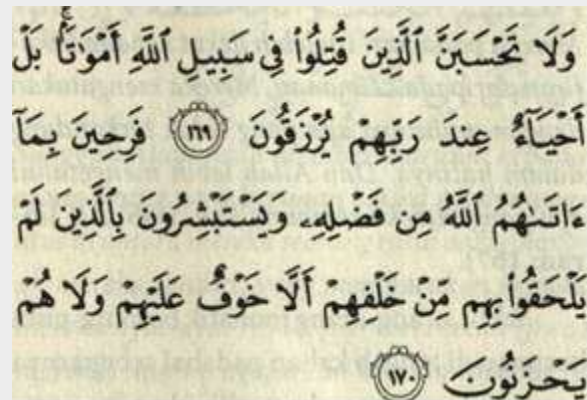 وَلَا تَحْسَبَنَّ ٱلَّذِينَ قُتِلُوا۟ فِى سَبِيلِ ٱللَّهِ أَمْوَٰتًۢا ۚ بَلْ
أَحْيَآءٌ عِندَ رَبِّهِمْ يُرْزَقُونَ ١٦٩ فَرِحِينَ بِمَآ
ءَاتَىٰهُمُ ٱللَّهُ مِن فَضْلِهِۦ وَيَسْتَبْشِرُونَ بِٱلَّذِينَ لَمْ
يَلْحَقُوا۟ بِهِم مِّنْ خَلْفِهِمْ أَلَّا خَوْفٌ عَلَيْهِمْ وَلَا هُمْ
يَحْزَنُونَ ١٧٠